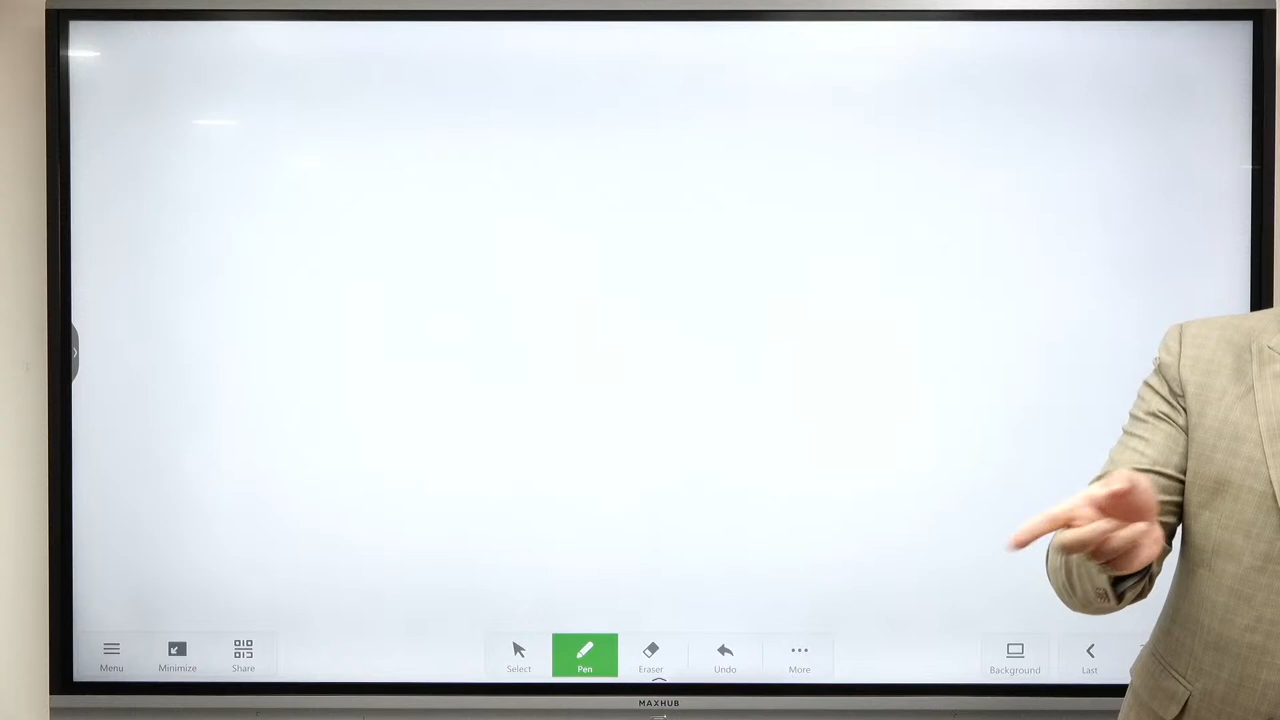 Menu
Minimize
Share
Select
Pen
Eraser
Undo
More
Background
Last
MAXHUB